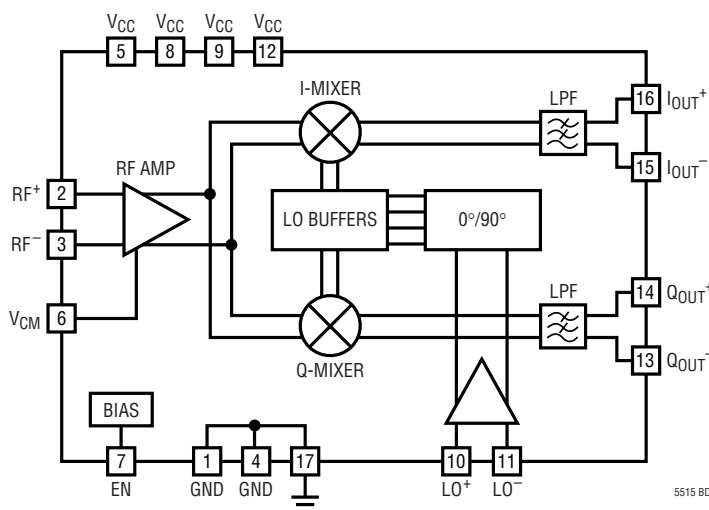 VCC VCC VCC VCC
5 8 9 12
I-MIXER
LPF
16 IOUT+
15 IOUT−
RF AMP
RF+ 2
RF− 3
LO BUFFERS
0°/90°
VCM 6
LPF
14 QOUT+
13 QOUT−
Q-MIXER
BIAS
7 1 4 17 10 11
EN GND GND LO+ LO−
5515 BD